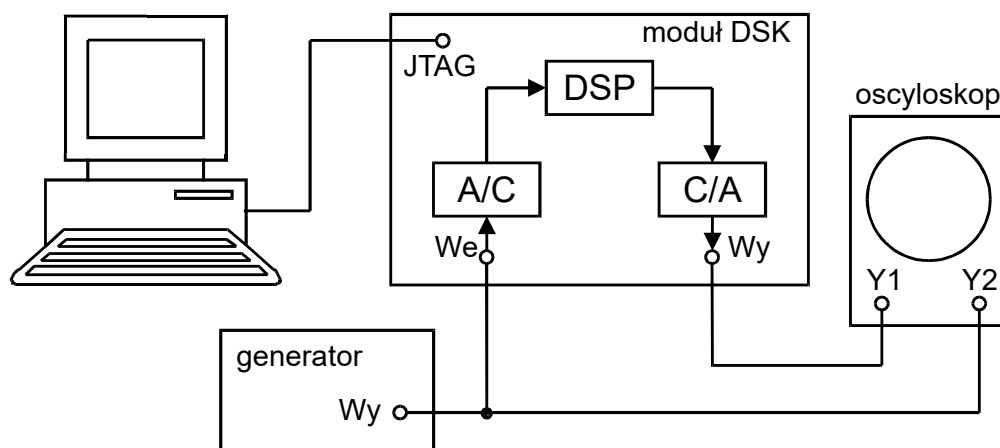 moduł DSK
JTAG
DSP
oscyloskop
A/C
C/A
We
Wy
Y1
Y2
generator
Wy